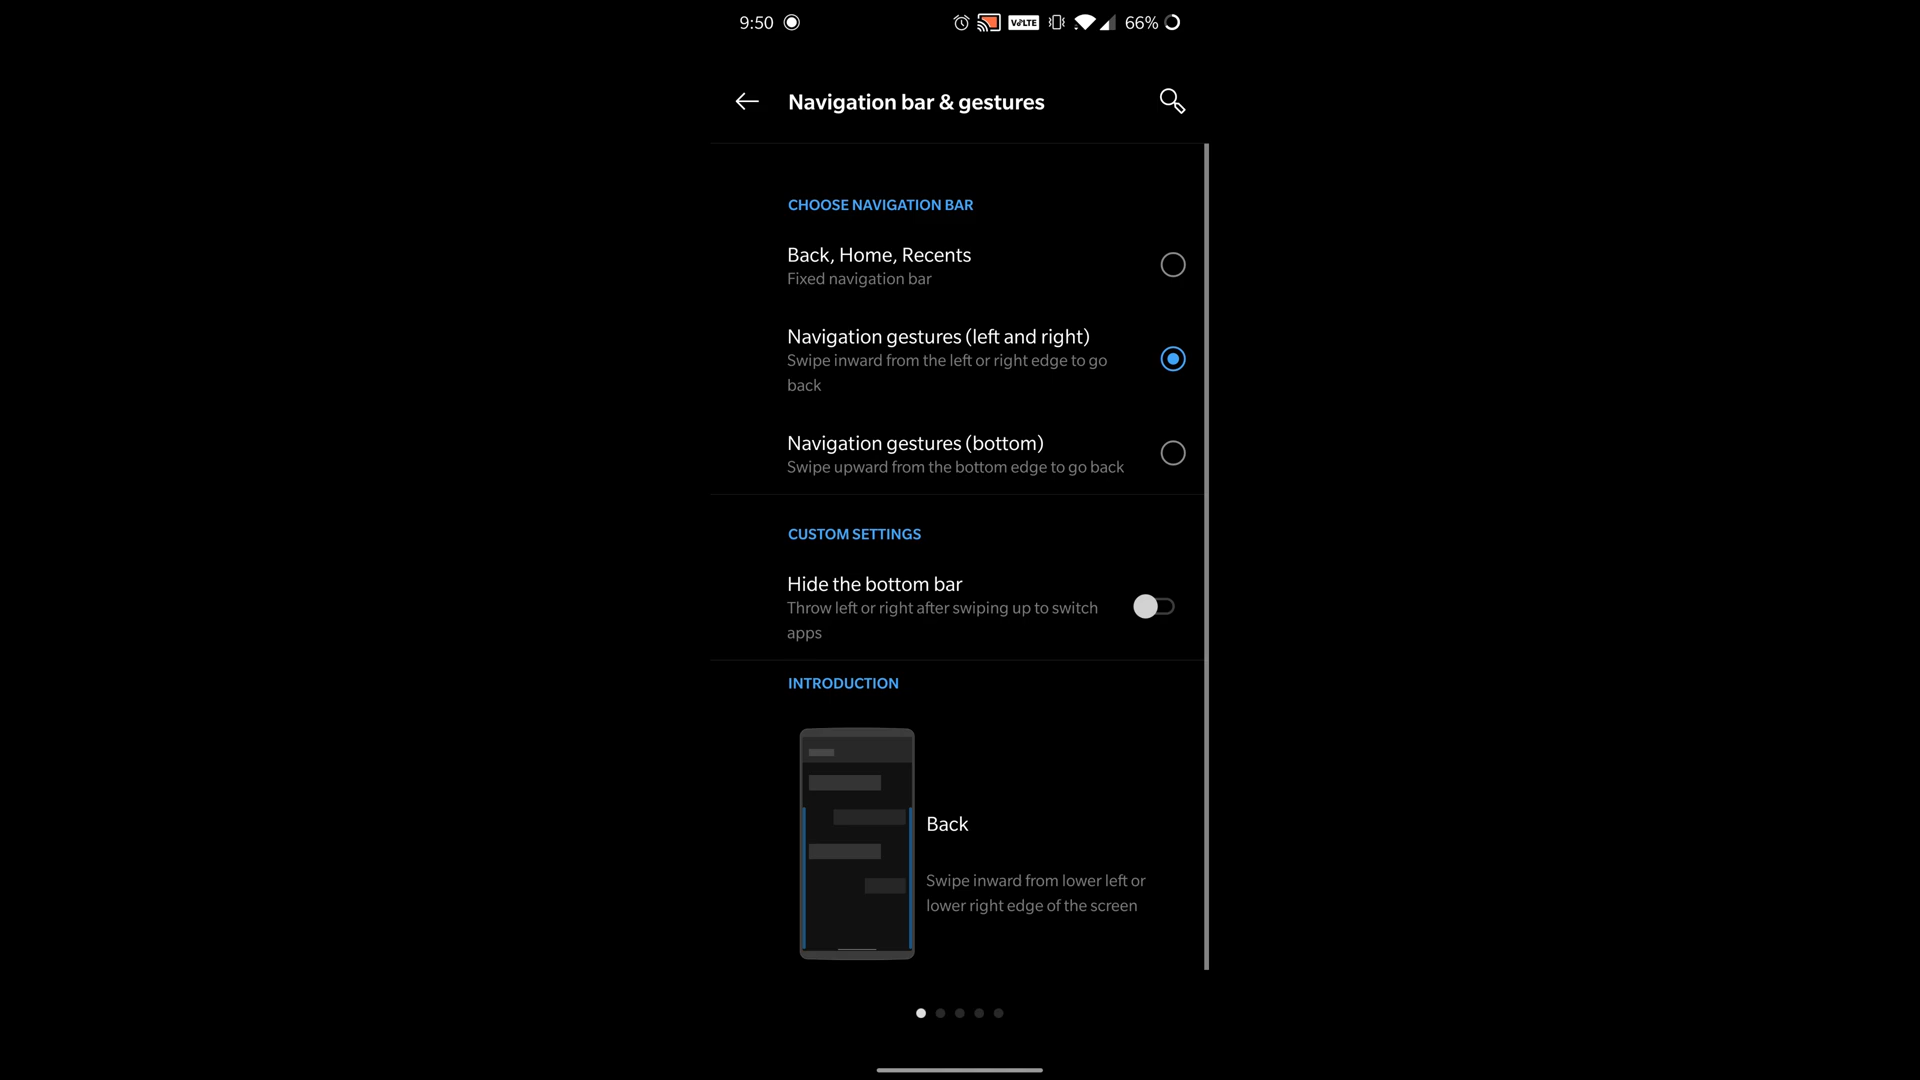 9:50
VoLTE
66%
Navigation bar & gestures
CHOOSE NAVIGATION BAR
Back, Home, Recents
Fixed navigation bar
Navigation gestures (left and right)
Swipe inward from the left or right edge to go
back
Navigation gestures (bottom)
Swipe upward from the bottom edge to go back
CUSTOM SETTINGS
Hide the bottom bar
Throw left or right after swiping up to switch
apps
INTRODUCTION
Back
Swipe inward from lower left or
lower right edge of the screen